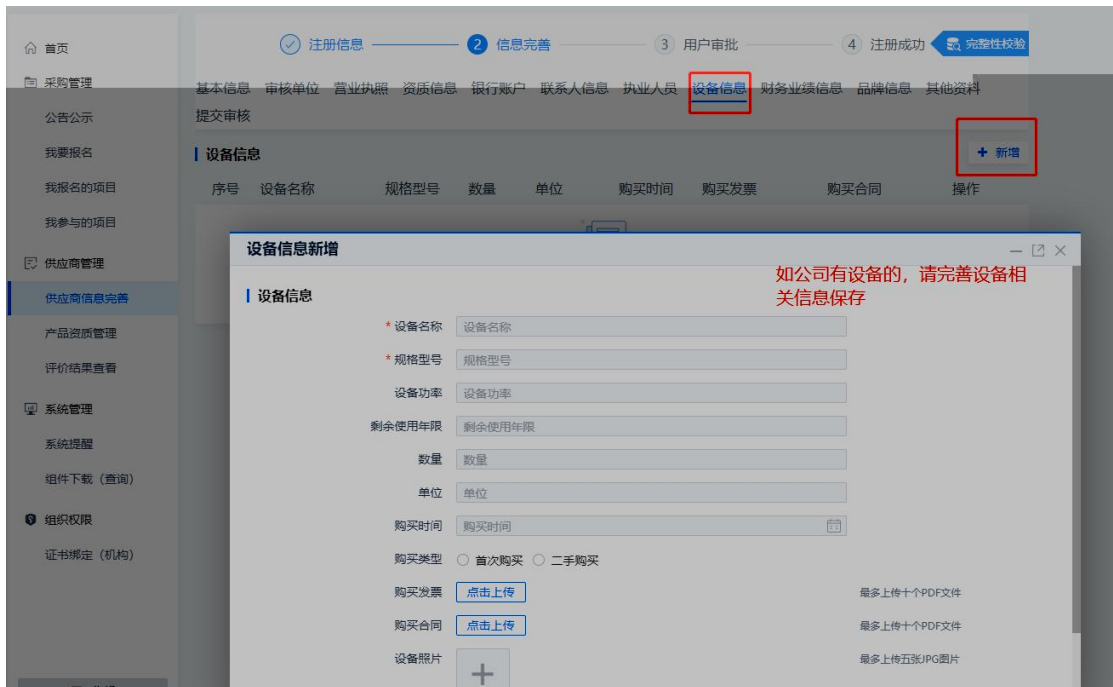 首页
采购管理
公告公示
我要报名
我报名的项目
我参与的项目
供应商管理
供应商信息完善
产品资质管理
评价结果查看
系统管理
系统提醒
组件下载（查询）
组织权限
证书绑定（机构）
注册信息 2 信息完善 3 用户审批 4 注册成功 完整性校验
基本信息 审核单位 营业执照 资质信息 银行账户 联系人信息 执业人员 设备信息 财务业绩信息 品牌信息 其他资料
提交审核
设备信息 + 新增
序号 设备名称 规格型号 数量 单位 购买时间 购买发票 购买合同 操作
设备信息新增
如公司有设备的，请完善设备相
关信息保存
设备信息
* 设备名称 设备名称
* 规格型号 规格型号
设备功率 设备功率
剩余使用年限 剩余使用年限
数量 数量
单位 单位
购买时间 购买时间
购买类型 首次购买 二手购买
购买发票 点击上传 最多上传十个PDF文件
购买合同 点击上传 最多上传十个PDF文件
设备照片 最多上传五张JPG图片